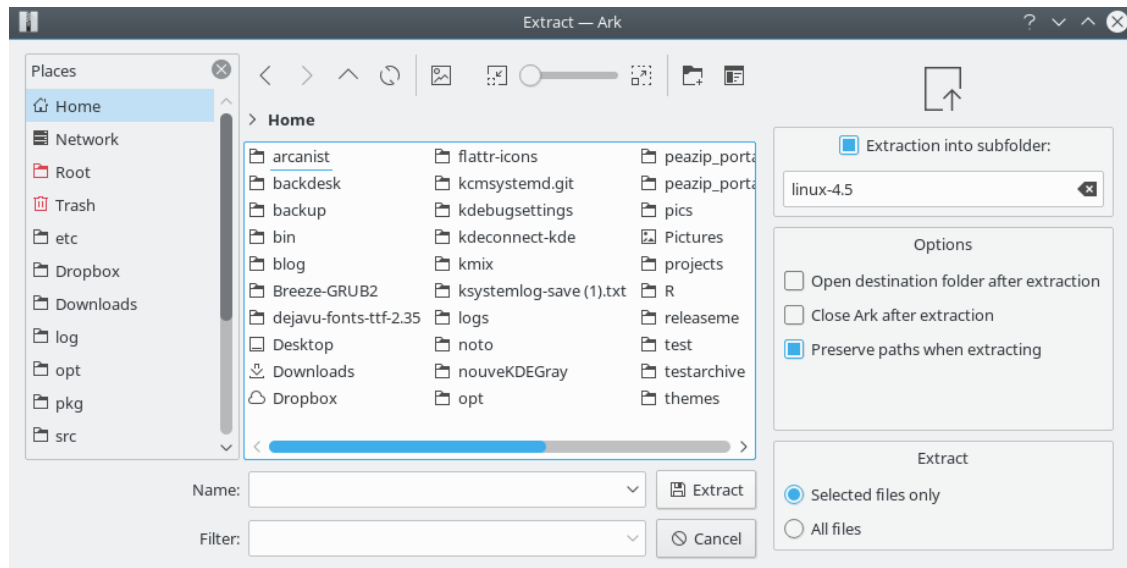 Extract — Ark
Places
Home
Network
Root
Trash
etc
Dropbox
Downloads
log
opt
pkg
src
> Home
arcanist
backdesk
backup
bin
blog
Breeze-GRUB2
dejavu-fonts-ttf-2.35
Desktop
Downloads
Dropbox
flattr-icons
kcmsystemd.git
kdebugsettings
kdeconnect-kde
kmix
ksystemlog-save (1).txt
logs
noto
nouveKDEGray
opt
peazip_porta
peazip_porta
pics
Pictures
projects
R
releaseme
test
testarchive
themes
Name:
Extract
Filter:
Cancel
Extraction into subfolder:
linux-4.5
Options
Open destination folder after extraction
Close Ark after extraction
Preserve paths when extracting
Extract
Selected files only
All files